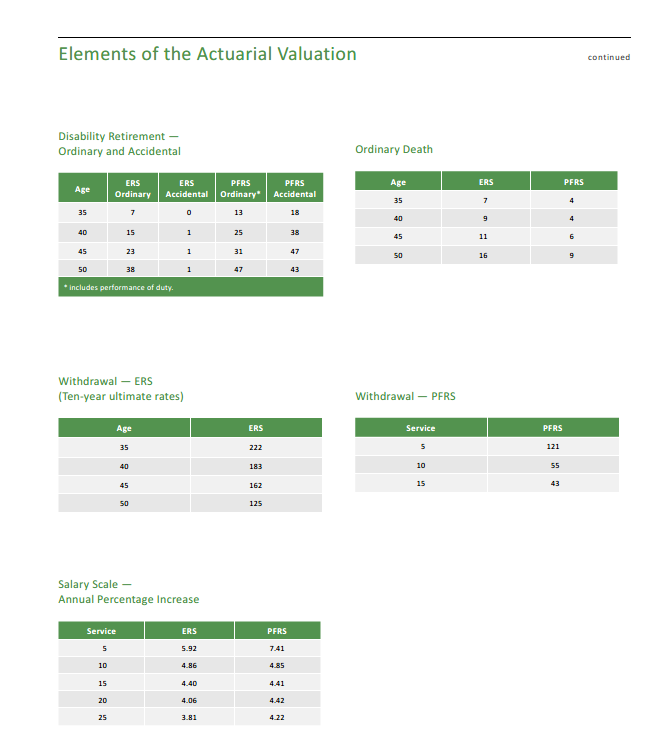 Elements of the Actuarial Valuation
continued
Disability Retirement —
Ordinary and Accidental
Age ERS Ordinary ERS Accidental PFRS Ordinary* PFRS Accidental
35 7 0 13 18
40 15 1 25 38
45 23 1 31 47
50 38 1 47 43
* includes performance of duty.
Ordinary Death
Age ERS PFRS
35 7 4
40 9 4
45 11 6
50 16 9
Withdrawal — ERS
(Ten-year ultimate rates)
Age ERS
35 222
40 183
45 162
50 125
Withdrawal — PFRS
Service PFRS
5 121
10 55
15 43
Salary Scale —
Annual Percentage Increase
Service ERS PFRS
5 5.92 7.41
10 4.86 4.85
15 4.40 4.41
20 4.06 4.42
25 3.81 4.22